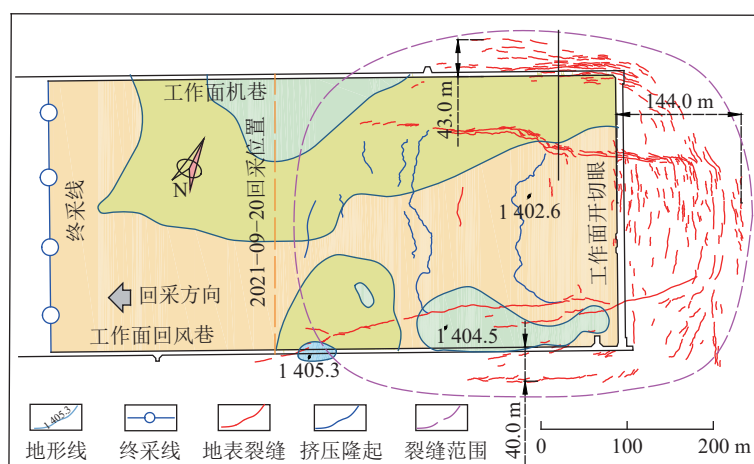 144.0 m
43.0 m
工作面机巷
2021-09-20回采位置
N
终采线
1 402.6
工作面开切眼
回采方向
工作面回风巷
1 404.5
1 405.3
40.0 m
1 405.3
地形线
终采线
地表裂缝
挤压隆起
裂缝范围
0 100 200 m